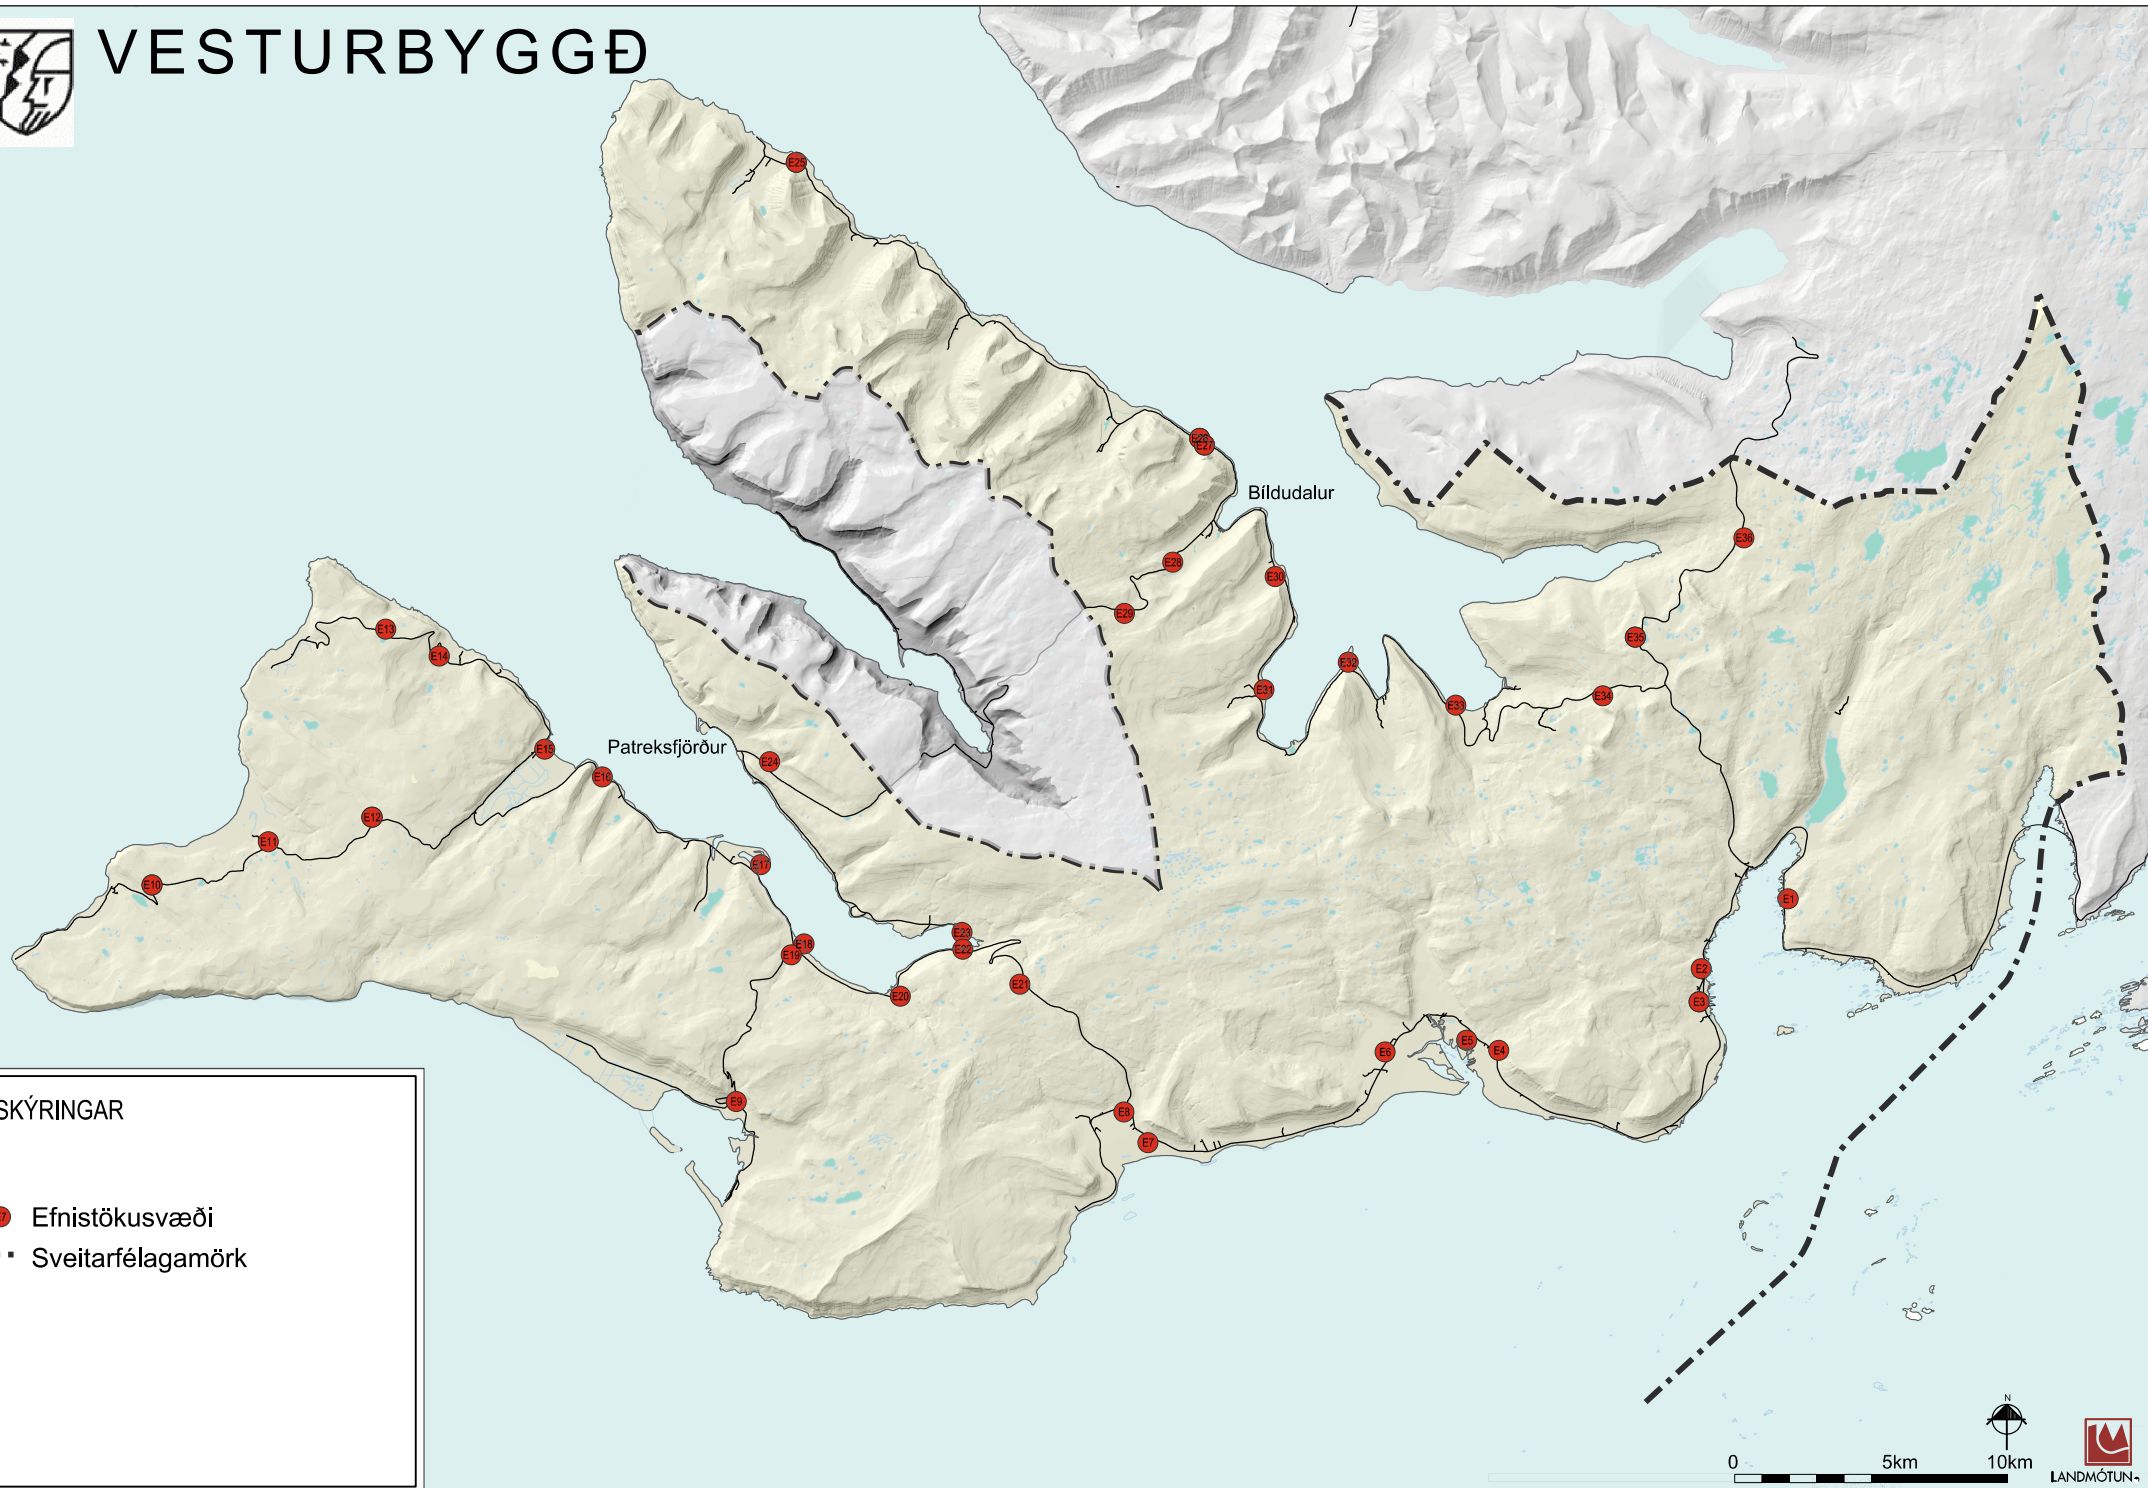 VESTURBYGGÐ
E25
E26
E27
Bíldudalur
E36
E28
E30
E29
E13
E35
E14
E32
E31
E34
E33
Patreksfjörður
E15
E24
E16
E12
E11
E17
E10
E1
E23
E18
E22
E19
E2
E21
E20
E3
E5
E4
E6
E9
E8
E7
SKÝRINGAR
Efnistökusvæði
Sveitarfélagamörk
N
0 5km 10km
LANDMÓTUN